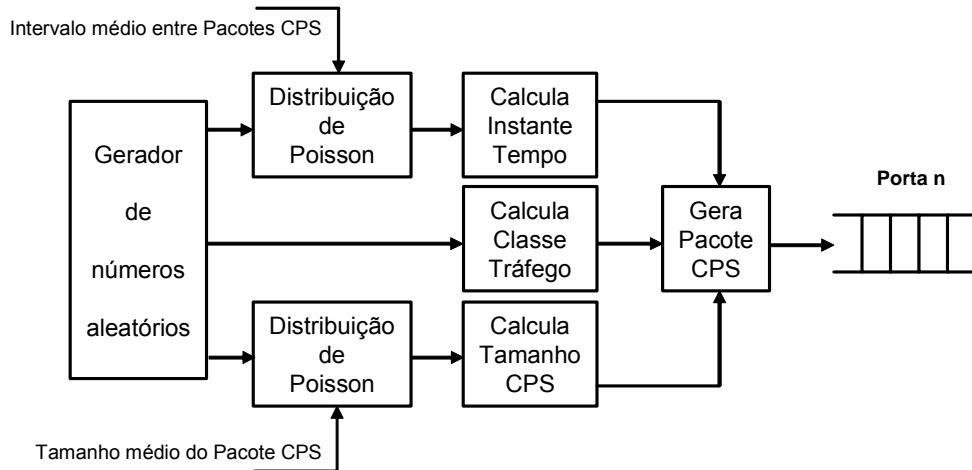 Intervalo médio entre Pacotes CPS
Gerador
de
números
aleatórios
Distribuição
de
Poisson
Calcula
Instante
Tempo
Calcula
Classe
Tráfego
Distribuição
de
Poisson
Calcula
Tamanho
CPS
Gera
Pacote
CPS
Porta n
Tamanho médio do Pacote CPS